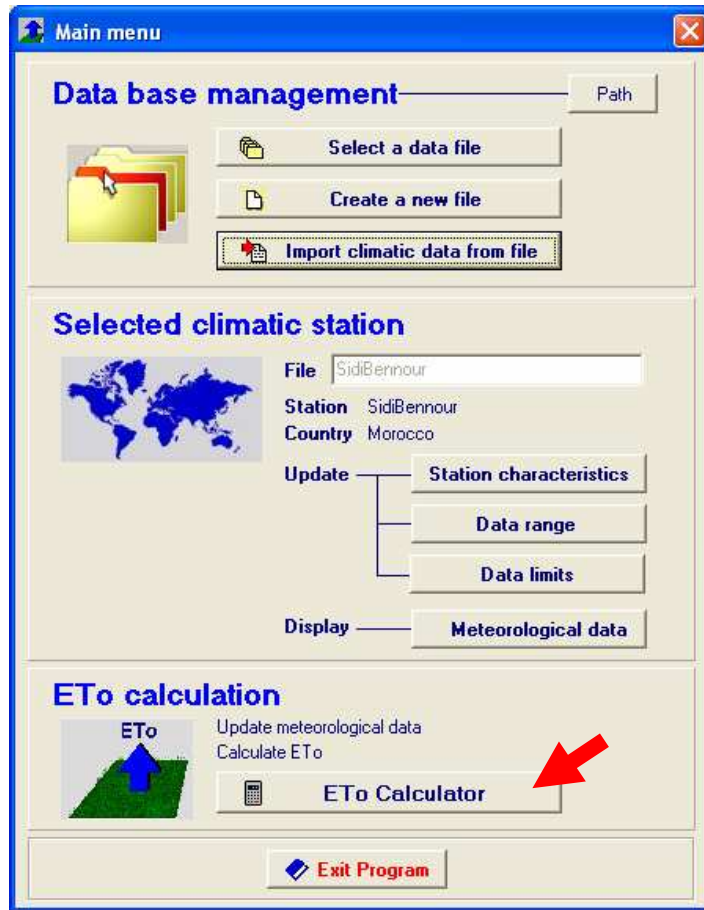 Main menu
Data base management
Path
Select a data file
Create a new file
Import climatic data from file
Selected climatic station
File SidiBennour
Station SidiBennour
Country Morocco
Update
Station characteristics
Data range
Data limits
Display
Meteorological data
ETo calculation
ETo
Update meteorological data
Calculate ETo
ETo Calculator
Exit Program